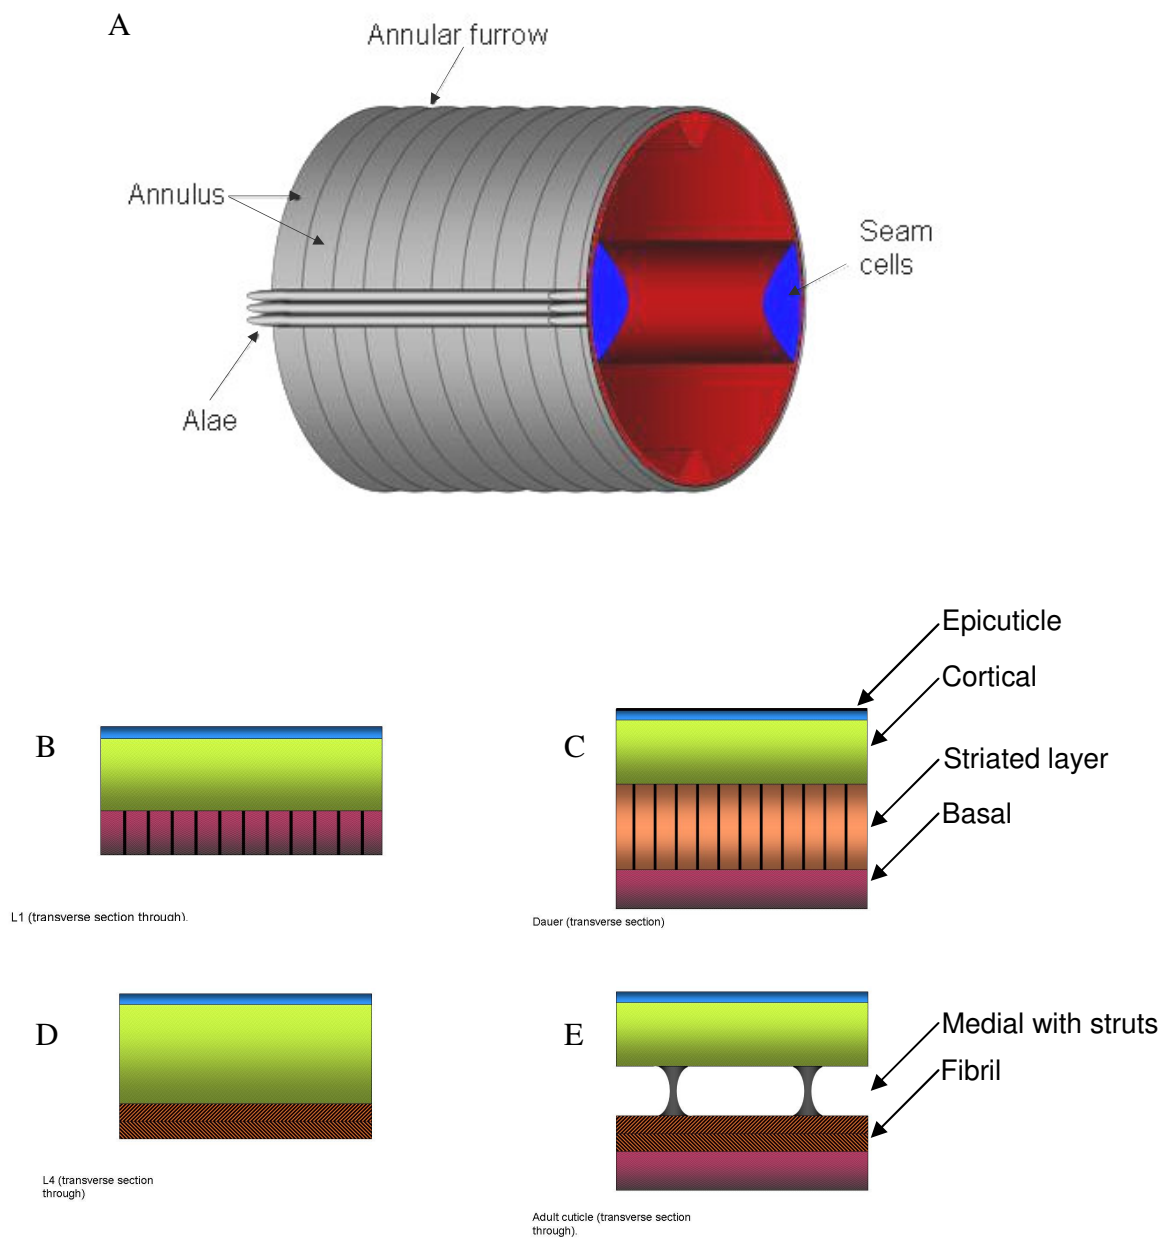 A
Annular furrow
Annulus
Seam
cells
Alae
Epicuticle
Cortical
B
C
Striated layer
Basal
L1 (transverse section through).
Dauer (transverse section)
D
E
Medial with struts
Fibril
L4 (transverse section
through)
Adult cuticle (transverse section
through).